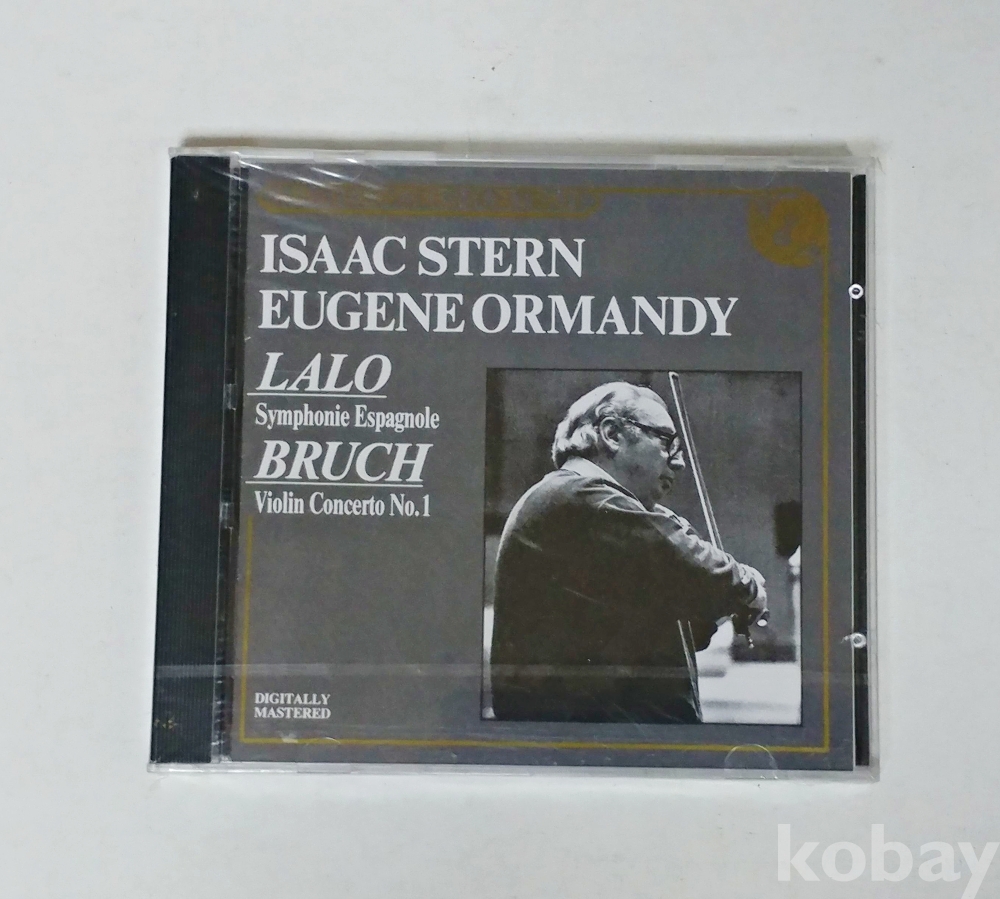 ISAAC STERN
EUGENE ORMANDY
LALO
Symphonie Espagnole
BRUCH
Violin Concerto No.1
DIGITALLY
MASTERED
kobay